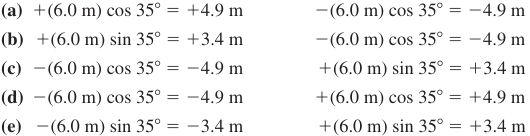 (a) +(6.0 m) cos 35° = +4.9 m −(6.0 m) cos 35° = −4.9 m
(b) +(6.0 m) sin 35° = +3.4 m −(6.0 m) cos 35° = −4.9 m
(c) −(6.0 m) cos 35° = −4.9 m +(6.0 m) sin 35° = +3.4 m
(d) −(6.0 m) cos 35° = −4.9 m +(6.0 m) cos 35° = +4.9 m
(e) −(6.0 m) sin 35° = −3.4 m +(6.0 m) sin 35° = +3.4 m